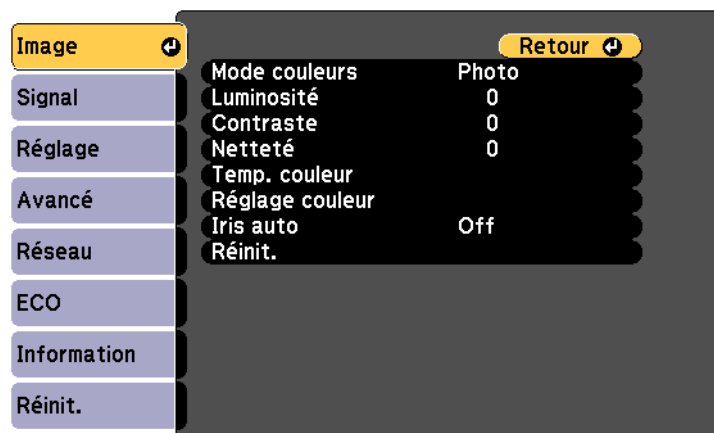 Image
Signal
Réglage
Avancé
Réseau
ECO
Information
Réinit.
Retour
Mode couleurs Photo
Luminosité 0
Contraste 0
Netteté 0
Temp. couleur
Réglage couleur
Iris auto Off
Réinit.